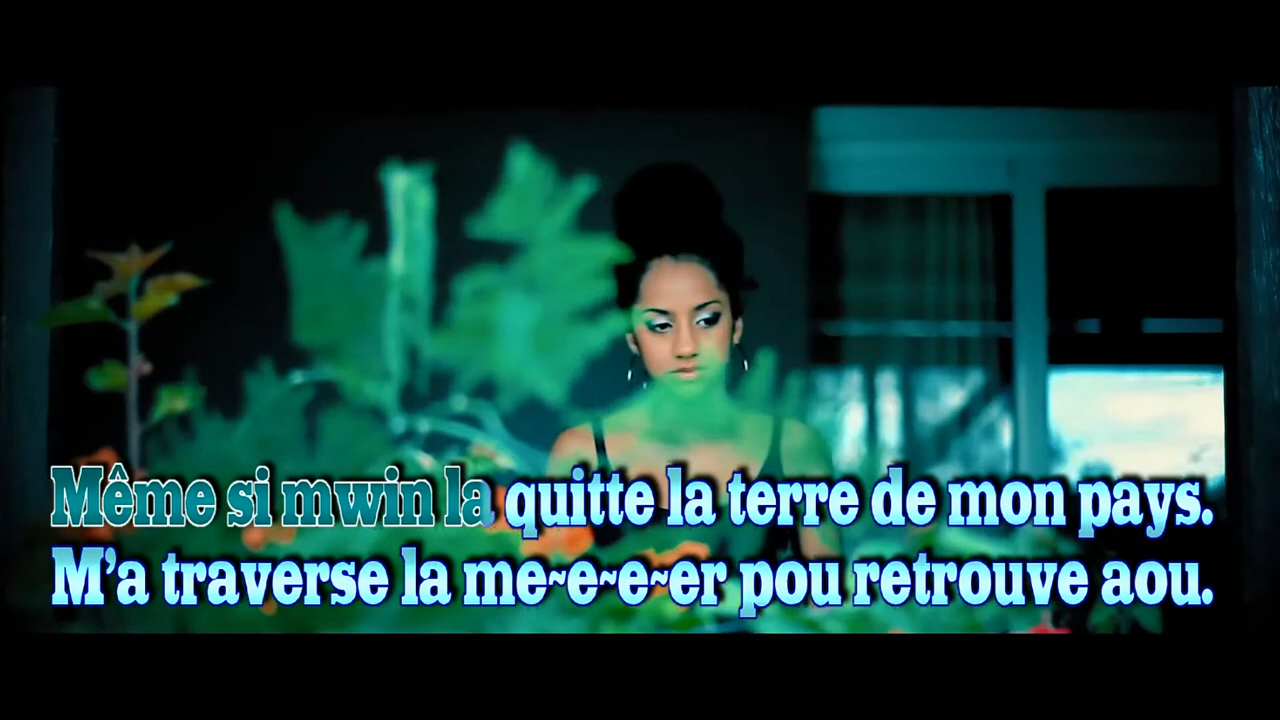 Même si mwin la quitte la terre de mon pays.
M'a traverse la me~e~e~er pou retrouve aou.